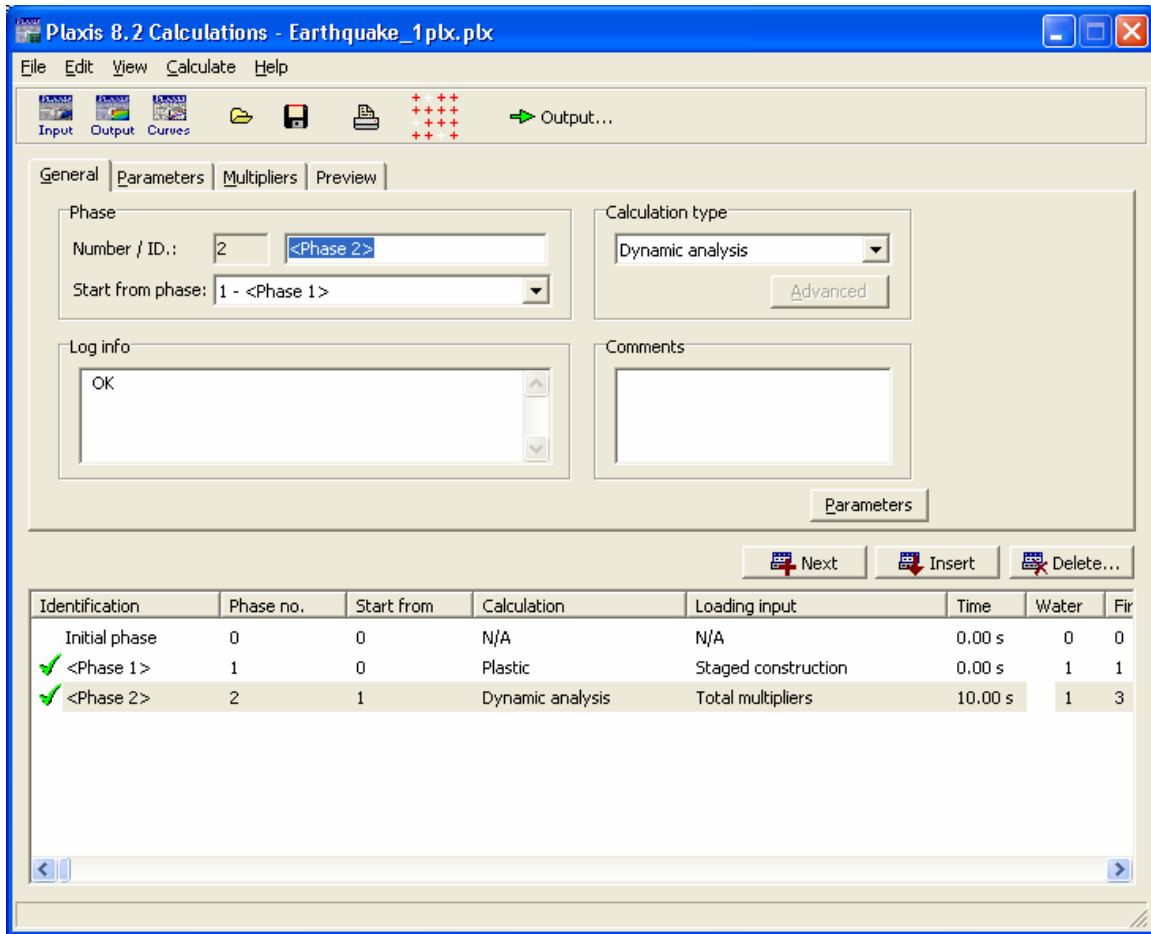 Plaxis 8.2 Calculations - Earthquake_1plx.plx
File Edit View Calculate Help
Input Output Curves Output...
General Parameters Multipliers Preview
Phase
Number / ID.: 2 <Phase 2>
Start from phase: 1 - <Phase 1>
Calculation type
Dynamic analysis
Advanced
Log info
OK
Comments
Parameters
Next Insert Delete...
Identification Phase no. Start from Calculation Loading input Time Water Fir
Initial phase 0 0 N/A N/A 0.00 s 0 0
<Phase 1> 1 0 Plastic Staged construction 0.00 s 1 1
<Phase 2> 2 1 Dynamic analysis Total multipliers 10.00 s 1 3